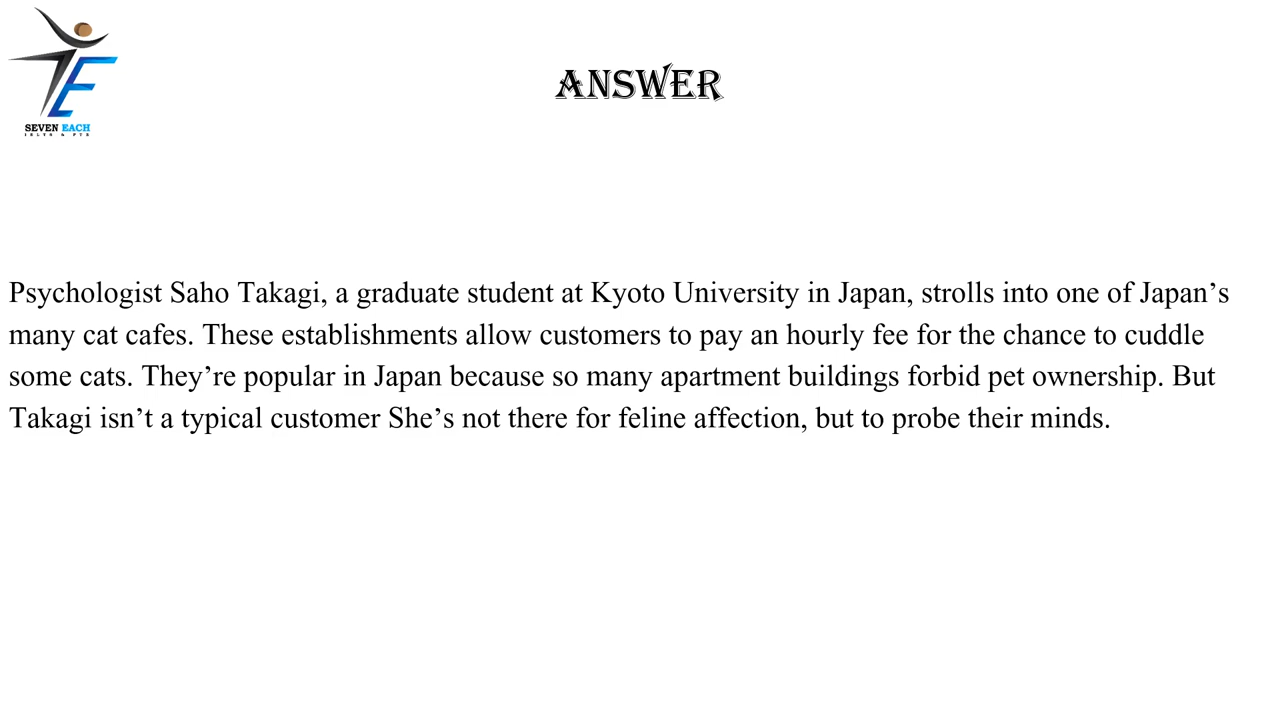 SEVEN EACH
IELTS & PTE
ANSWER
Psychologist Saho Takagi, a graduate student at Kyoto University in Japan, strolls into one of Japan’s
many cat cafes. These establishments allow customers to pay an hourly fee for the chance to cuddle
some cats. They’re popular in Japan because so many apartment buildings forbid pet ownership. But
Takagi isn’t a typical customer She’s not there for feline affection, but to probe their minds.